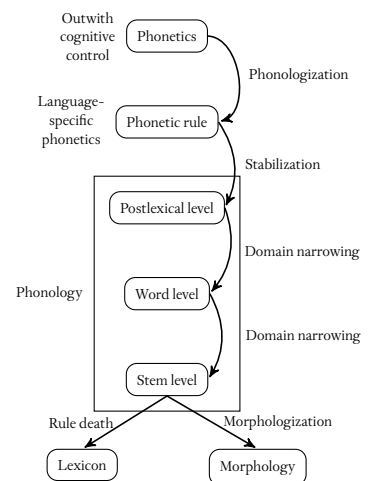 Outwith
cognitive
control
Phonetics
Phonologization
Language-
specific
phonetics
Phonetic rule
Stabilization
Postlexical level
Domain narrowing
Phonology
Word level
Domain narrowing
Stem level
Rule death
Morphologization
Lexicon
Morphology